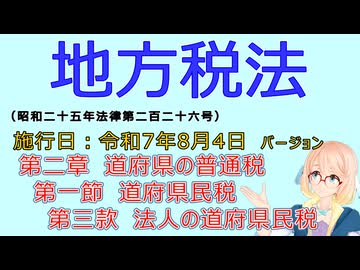 地方税法
（昭和二十五年法律第二百二十六号）
施行日：令和7年8月4日 バージョン
第二章 道府県の普通税
第一節 道府県民税
第三款 法人の道府県民税